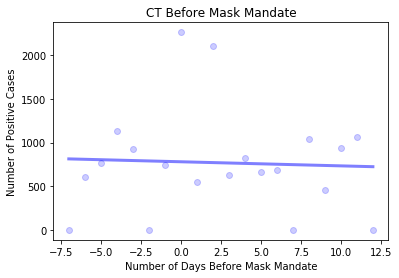 CT Before Mask Mandate
Number of Positive Cases
2000
1500
1000
500
0
−7.5 −5.0 −2.5 0.0 2.5 5.0 7.5 10.0 12.5
Number of Days Before Mask Mandate